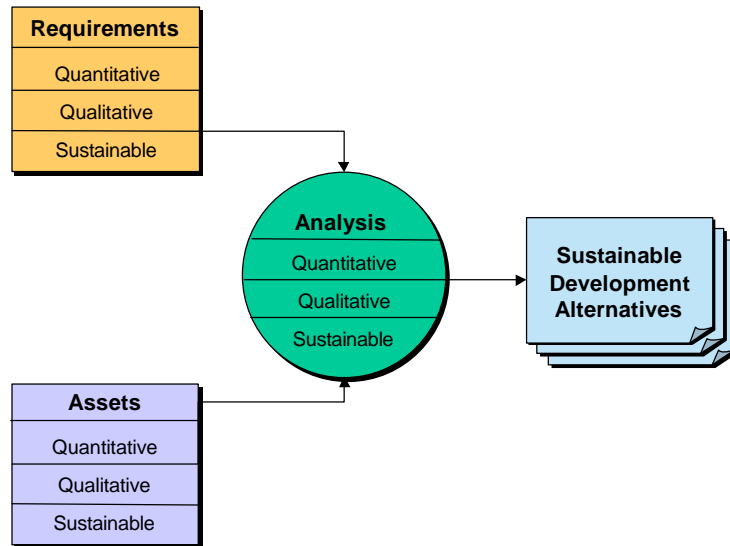 Requirements
Quantitative
Qualitative
Sustainable
Analysis
Quantitative
Qualitative
Sustainable
Sustainable
Development
Alternatives
Assets
Quantitative
Qualitative
Sustainable